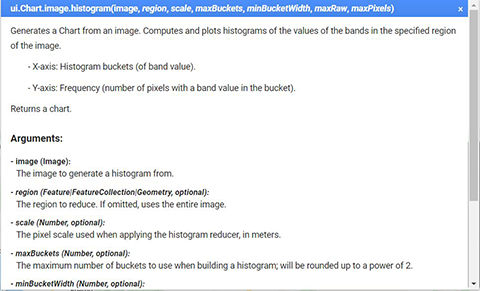 ui.Chart.image.histogram(image, region, scale, maxBuckets, minBucketWidth, maxRaw, maxPixels) ×
Generates a Chart from an image. Computes and plots histograms of the values of the bands in the specified region
of the image.
- X-axis: Histogram buckets (of band value).
- Y-axis: Frequency (number of pixels with a band value in the bucket).
Returns a chart.
Arguments:
- image (Image):
The image to generate a histogram from.
- region (Feature|FeatureCollection|Geometry, optional):
The region to reduce. If omitted, uses the entire image.
- scale (Number, optional):
The pixel scale used when applying the histogram reducer, in meters.
- maxBuckets (Number, optional):
The maximum number of buckets to use when building a histogram; will be rounded up to a power of 2.
- minBucketWidth (Number, optional):